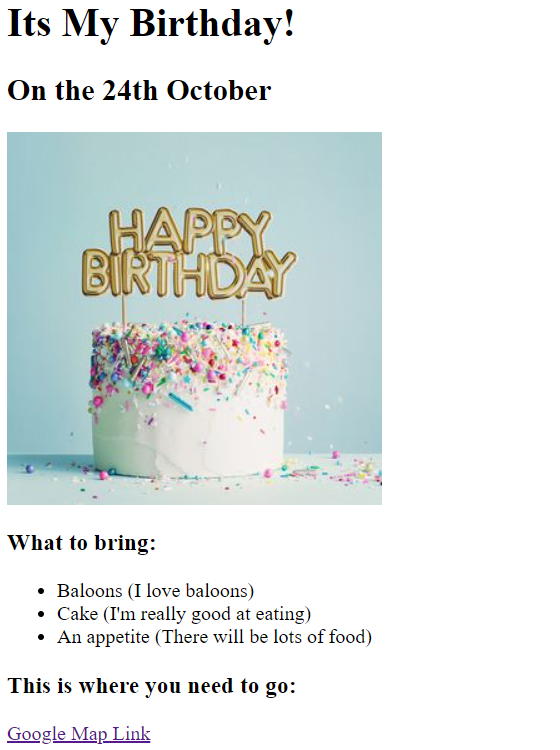 Its My Birthday!
On the 24th October
HAPPY
BIRTHDAY
What to bring:
Baloons (I love baloons)
Cake (I'm really good at eating)
An appetite (There will be lots of food)
This is where you need to go:
Google Map Link